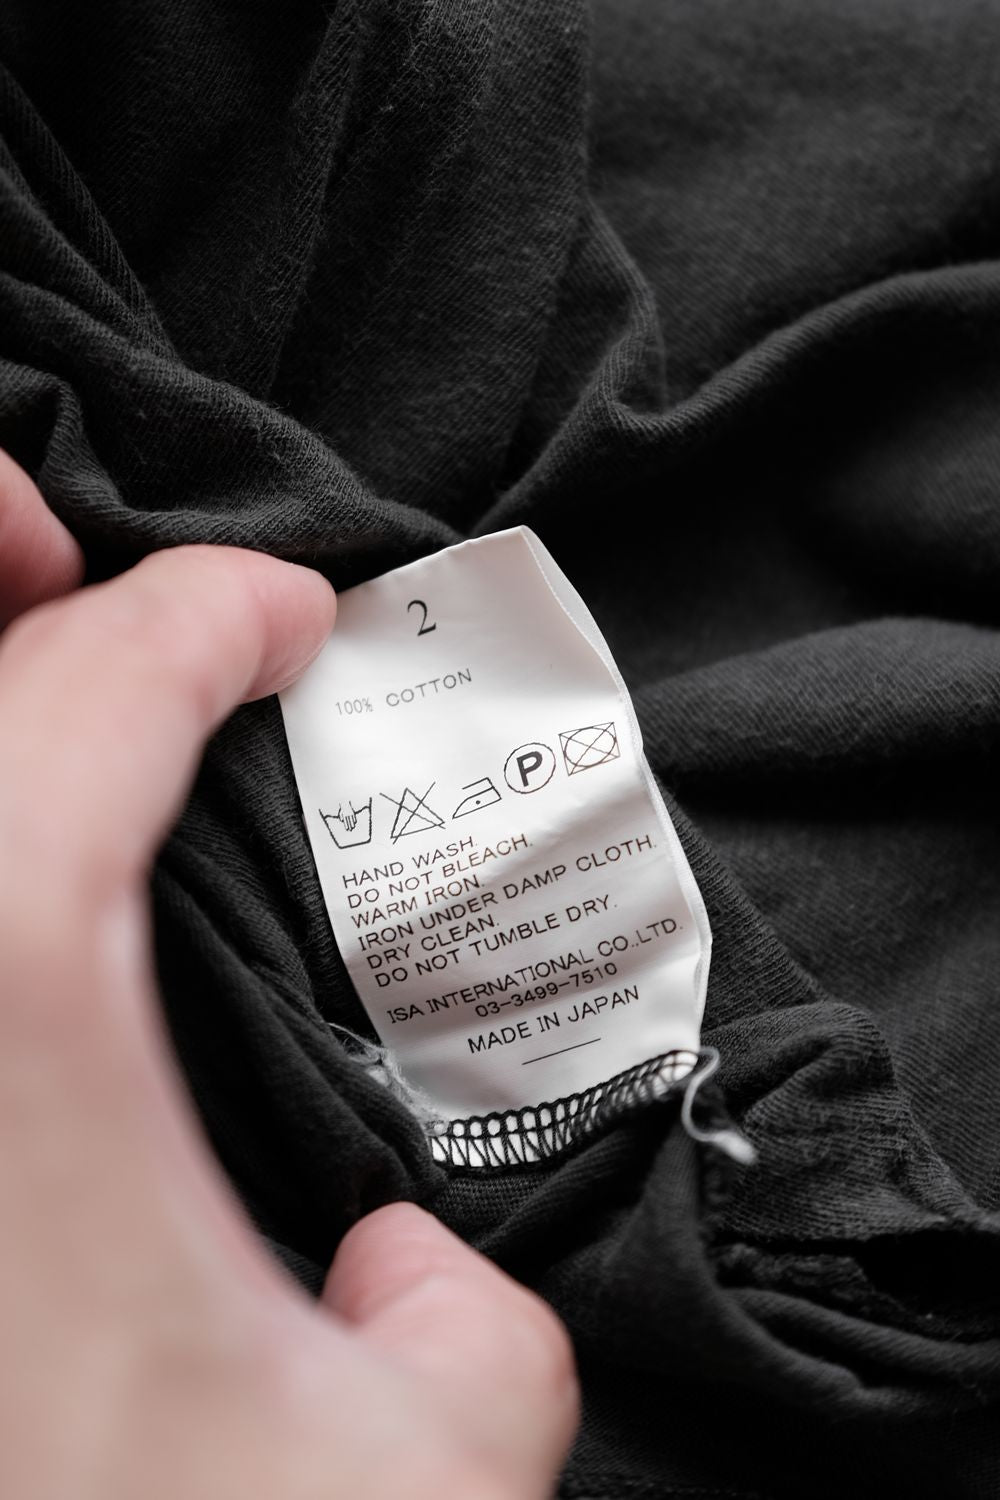 2
100% COTTON
P
HAND WASH.
DO NOT BLEACH.
WARM IRON.
IRON UNDER DAMP CLOTH.
DRY CLEAN.
DO NOT TUMBLE DRY.
ISA INTERNATIONAL CO.,LTD.
03-3499-7510
MADE IN JAPAN